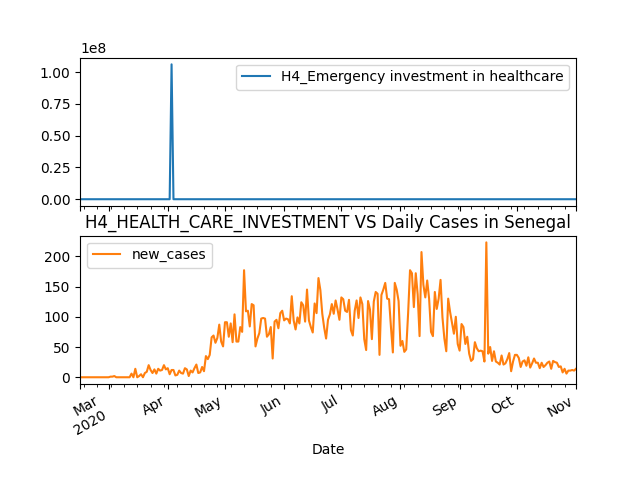 1e8
H4_Emergency investment in healthcare
1.00
0.75
0.50
0.25
0.00
H4_HEALTH_CARE_INVESTMENT VS Daily Cases in Senegal
new_cases
200
150
100
50
0
Mar
2020
Apr
May
Jun
Jul
Aug
Sep
Oct
Nov
Date